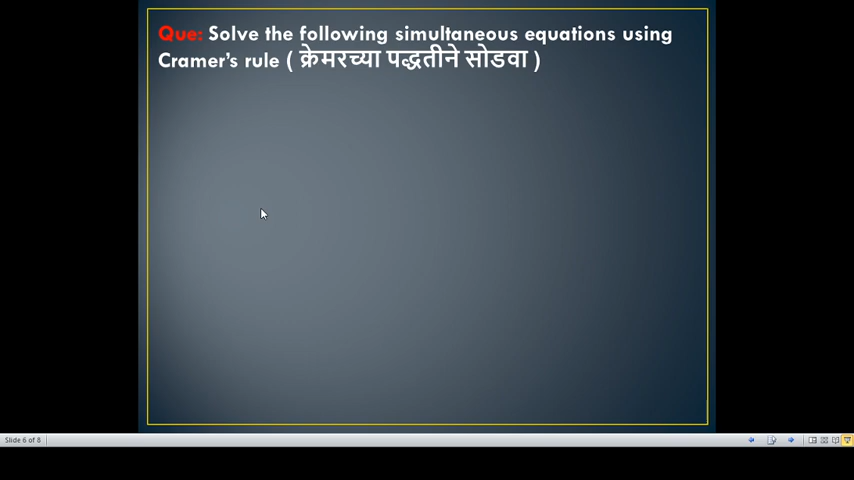 Que: Solve the following simultaneous equations using
Cramer's rule ( क्रेमरच्या पद्धतीने सोडवा )
Slide 6 of 8